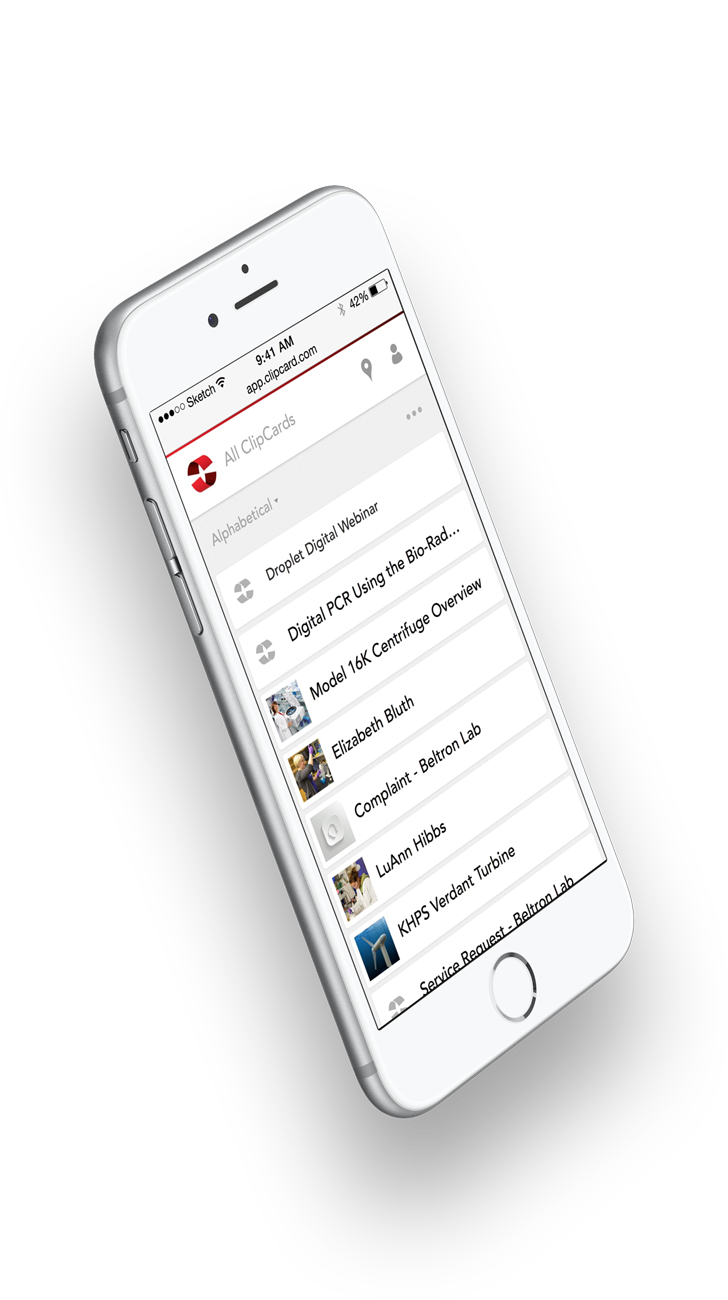 Sketch 9:41 AM 42%
app.clipcard.com
All ClipCards
Alphabetical
Droplet Digital Webinar
Digital PCR Using the Bio-Rad...
Model 16K Centrifuge Overview
Elizabeth Bluth
Complaint - Beltron Lab
LuAnn Hibbs
KHPS Verdant Turbine
Service Request - Beltron Lab